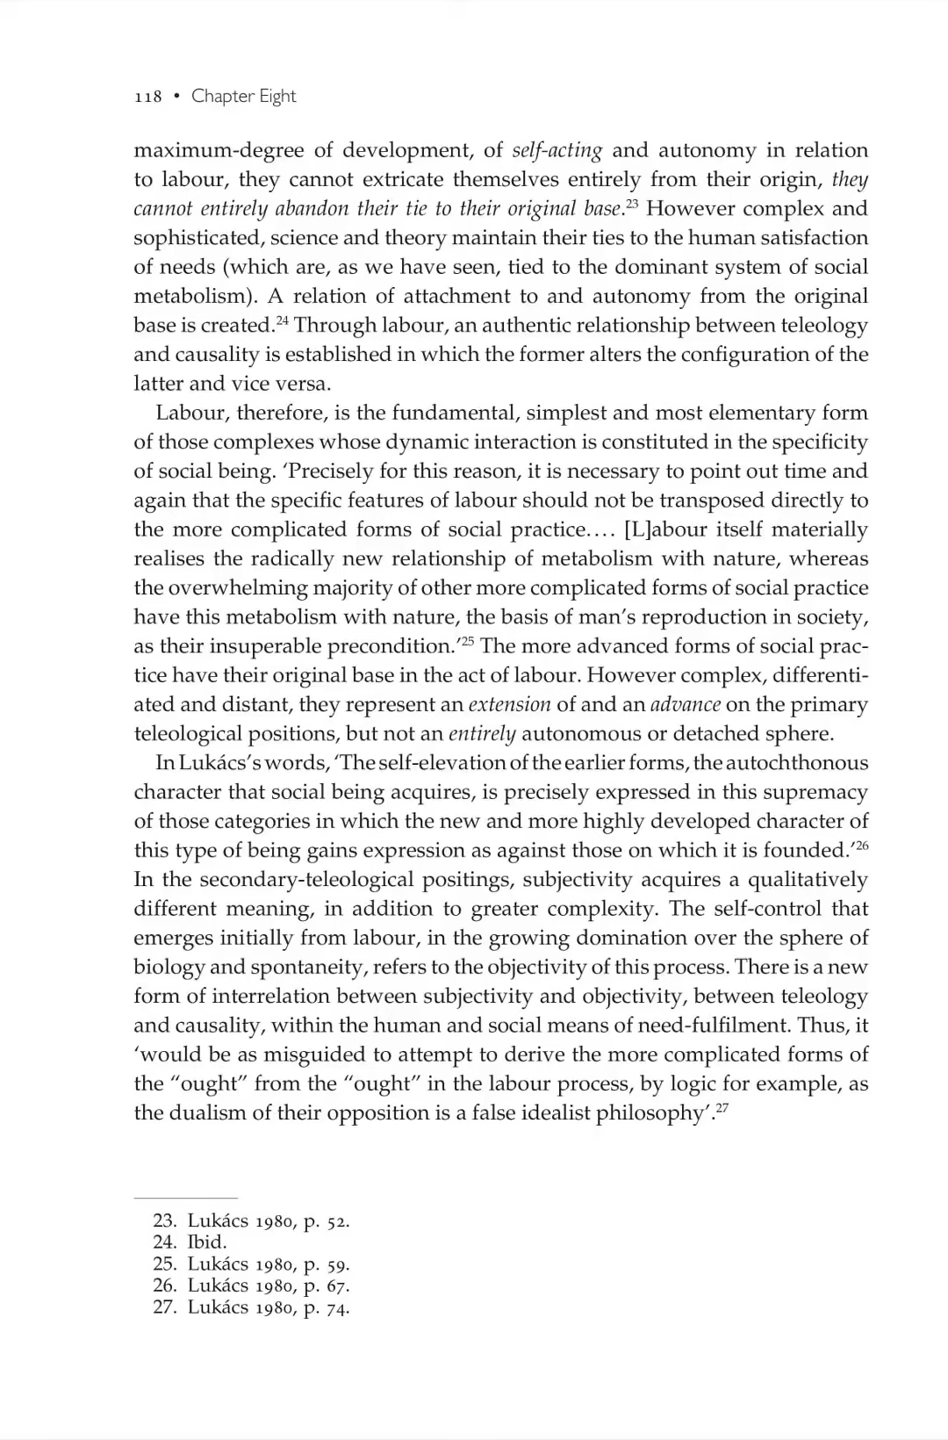 118 • Chapter Eight
maximum-degree of development, of self-acting and autonomy in relation
to labour, they cannot extricate themselves entirely from their origin, they
cannot entirely abandon their tie to their original base.23 However complex and
sophisticated, science and theory maintain their ties to the human satisfaction
of needs (which are, as we have seen, tied to the dominant system of social
metabolism). A relation of attachment to and autonomy from the original
base is created.24 Through labour, an authentic relationship between teleology
and causality is established in which the former alters the configuration of the
latter and vice versa.
Labour, therefore, is the fundamental, simplest and most elementary form
of those complexes whose dynamic interaction is constituted in the specificity
of social being. ‘Precisely for this reason, it is necessary to point out time and
again that the specific features of labour should not be transposed directly to
the more complicated forms of social practice.… [L]abour itself materially
realises the radically new relationship of metabolism with nature, whereas
the overwhelming majority of other more complicated forms of social practice
have this metabolism with nature, the basis of man’s reproduction in society,
as their insuperable precondition.’25 The more advanced forms of social prac-
tice have their original base in the act of labour. However complex, differenti-
ated and distant, they represent an extension of and an advance on the primary
teleological positions, but not an entirely autonomous or detached sphere.
In Lukács’s words, ‘The self-elevation of the earlier forms, the autochthonous
character that social being acquires, is precisely expressed in this supremacy
of those categories in which the new and more highly developed character of
this type of being gains expression as against those on which it is founded.’26
In the secondary-teleological positings, subjectivity acquires a qualitatively
different meaning, in addition to greater complexity. The self-control that
emerges initially from labour, in the growing domination over the sphere of
biology and spontaneity, refers to the objectivity of this process. There is a new
form of interrelation between subjectivity and objectivity, between teleology
and causality, within the human and social means of need-fulfilment. Thus, it
‘would be as misguided to attempt to derive the more complicated forms of
the “ought” from the “ought” in the labour process, by logic for example, as
the dualism of their opposition is a false idealist philosophy’.27
23. Lukács 1980, p. 52.
24. Ibid.
25. Lukács 1980, p. 59.
26. Lukács 1980, p. 67.
27. Lukács 1980, p. 74.